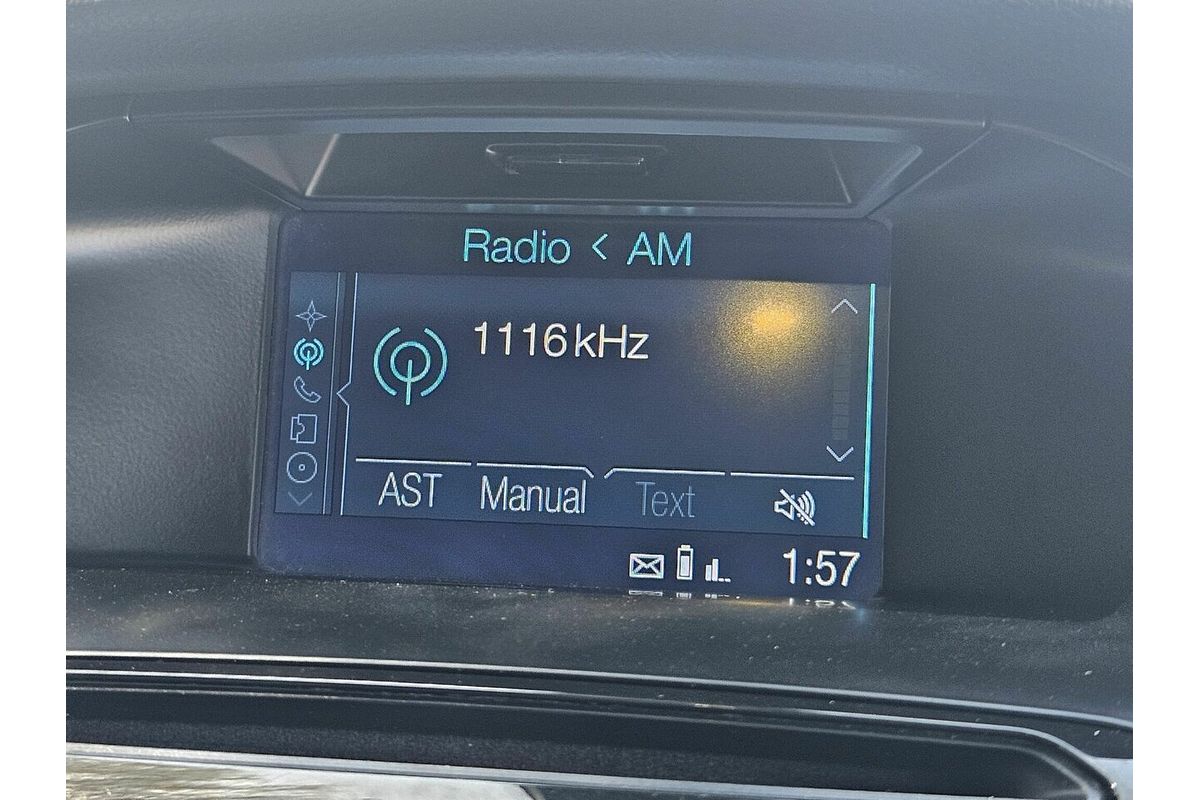 Radio < AM
1116kHz
AST Manual Text
1:57